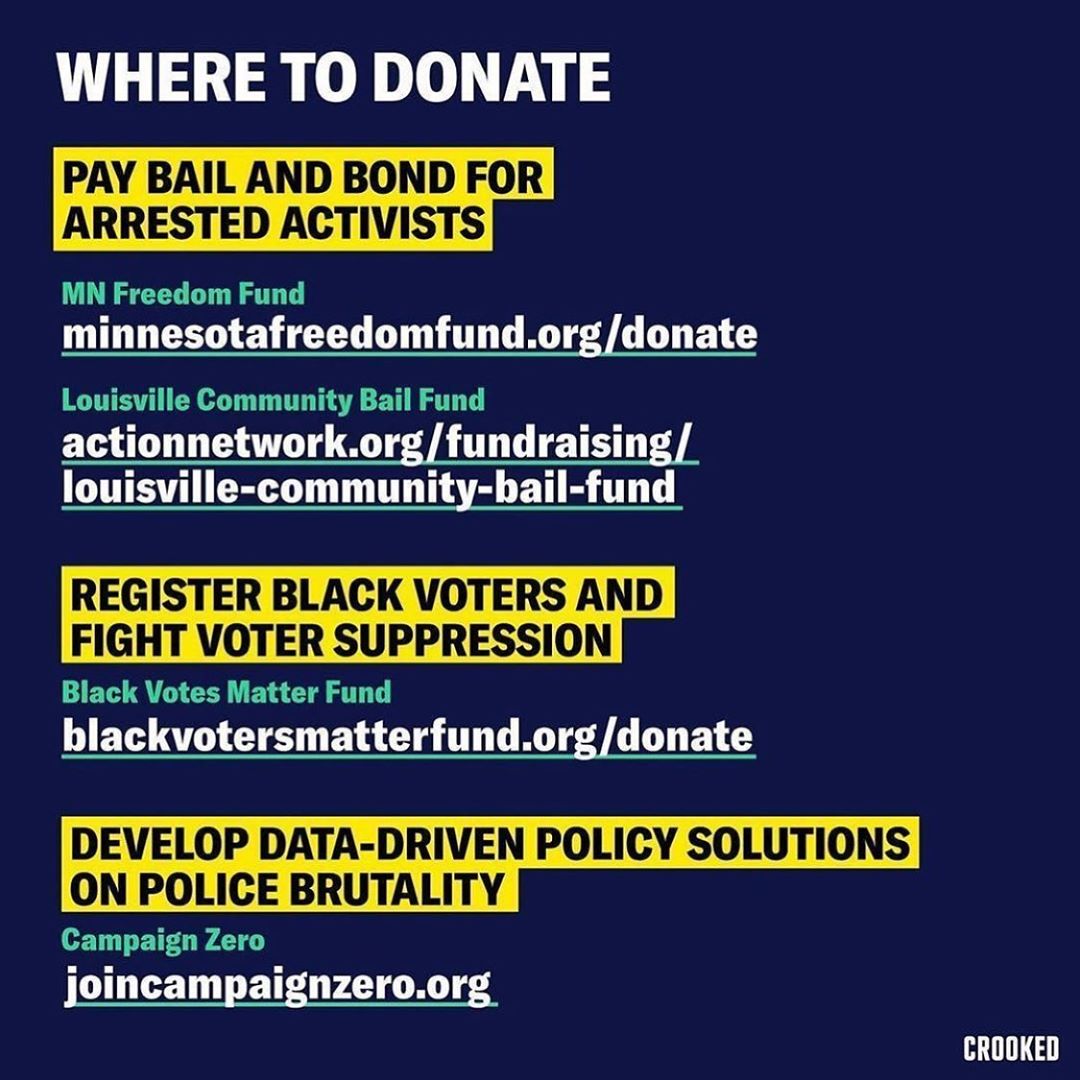 WHERE TO DONATE
PAY BAIL AND BOND FOR
ARRESTED ACTIVISTS
MN Freedom Fund
minnesotafreedomfund.org/donate
Louisville Community Bail Fund
actionnetwork.org/fundraising/
louisville-community-bail-fund
REGISTER BLACK VOTERS AND
FIGHT VOTER SUPPRESSION
Black Votes Matter Fund
blackvotersmatterfund.org/donate
DEVELOP DATA-DRIVEN POLICY SOLUTIONS
ON POLICE BRUTALITY
Campaign Zero
joincampaignzero.org
CROOKED